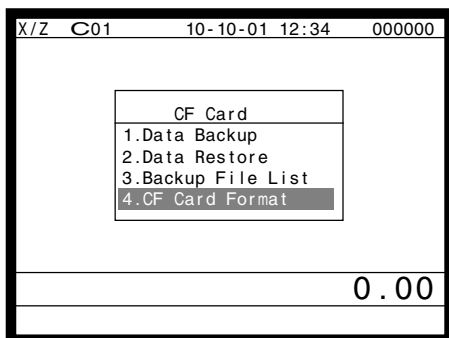 X/Z C01 10-10-01 12:34 000000
CF Card
1.Data Backup
2.Data Restore
3.Backup File List
4.CF Card Format
0.00